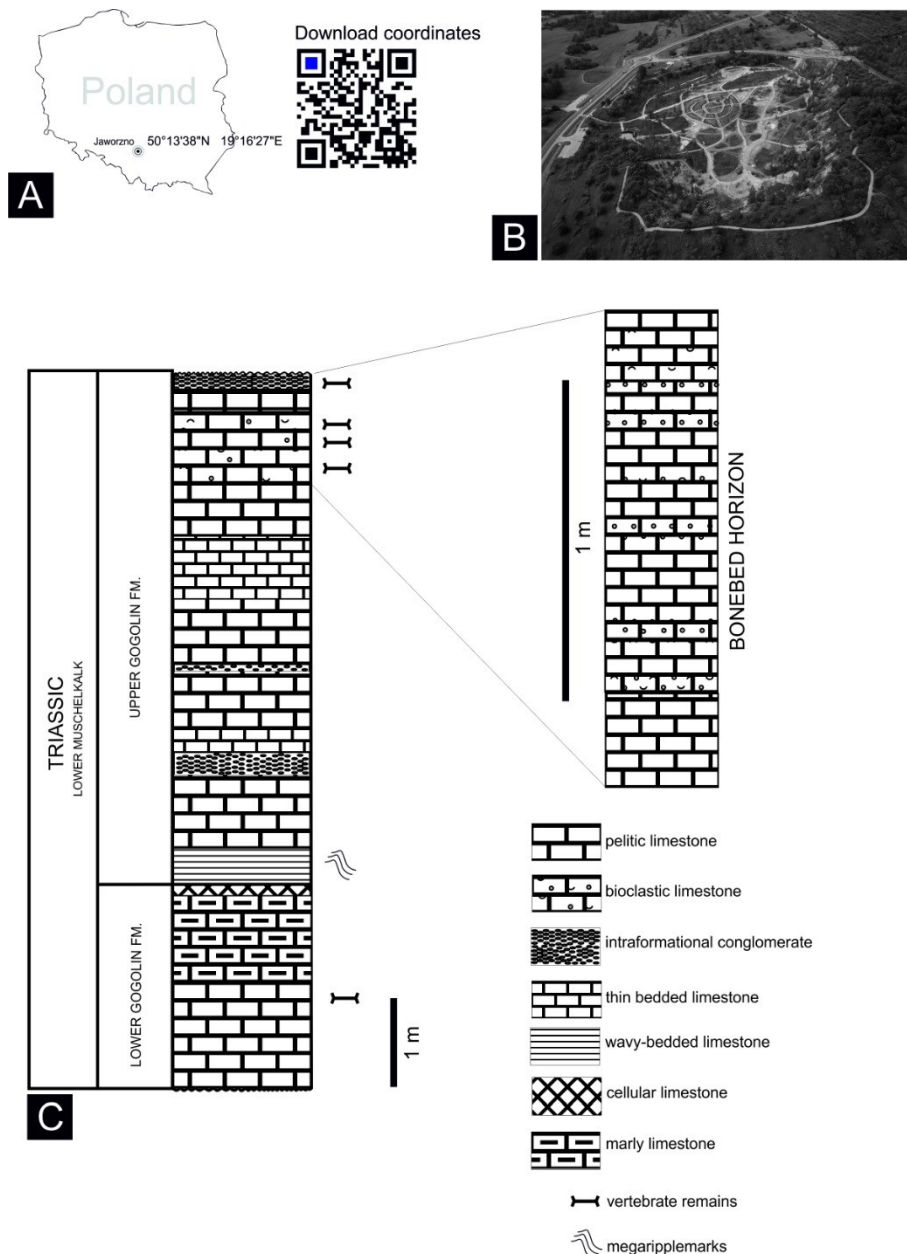 Download coordinates
Poland
Jaworzno 50°13'38"N 19°16'27"E
A
B
TRIASSIC
LOWER MUSCHELKALK
UPPER GOGOLIN FM.
LOWER GOGOLIN FM.
1 m
C
1 m
BONEBED HORIZON
pelitic limestone
bioclastic limestone
intraformational conglomerate
thin bedded limestone
wavy-bedded limestone
cellular limestone
marly limestone
vertebrate remains
megaripplemarks